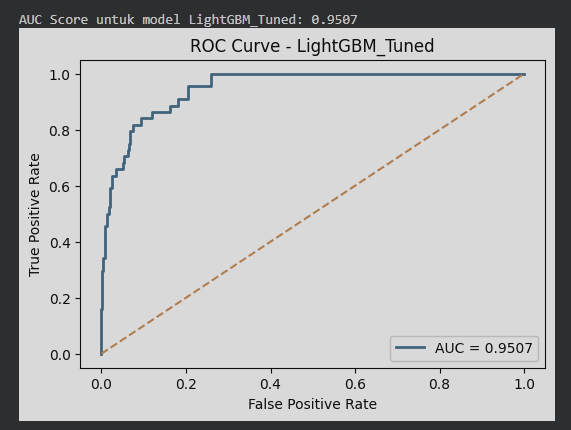 AUC Score untuk model LightGBM_Tuned: 0.9507
ROC Curve - LightGBM_Tuned
1.0
0.8
0.6
0.4
0.2
0.0
True Positive Rate
AUC = 0.9507
0.0 0.2 0.4 0.6 0.8 1.0
False Positive Rate